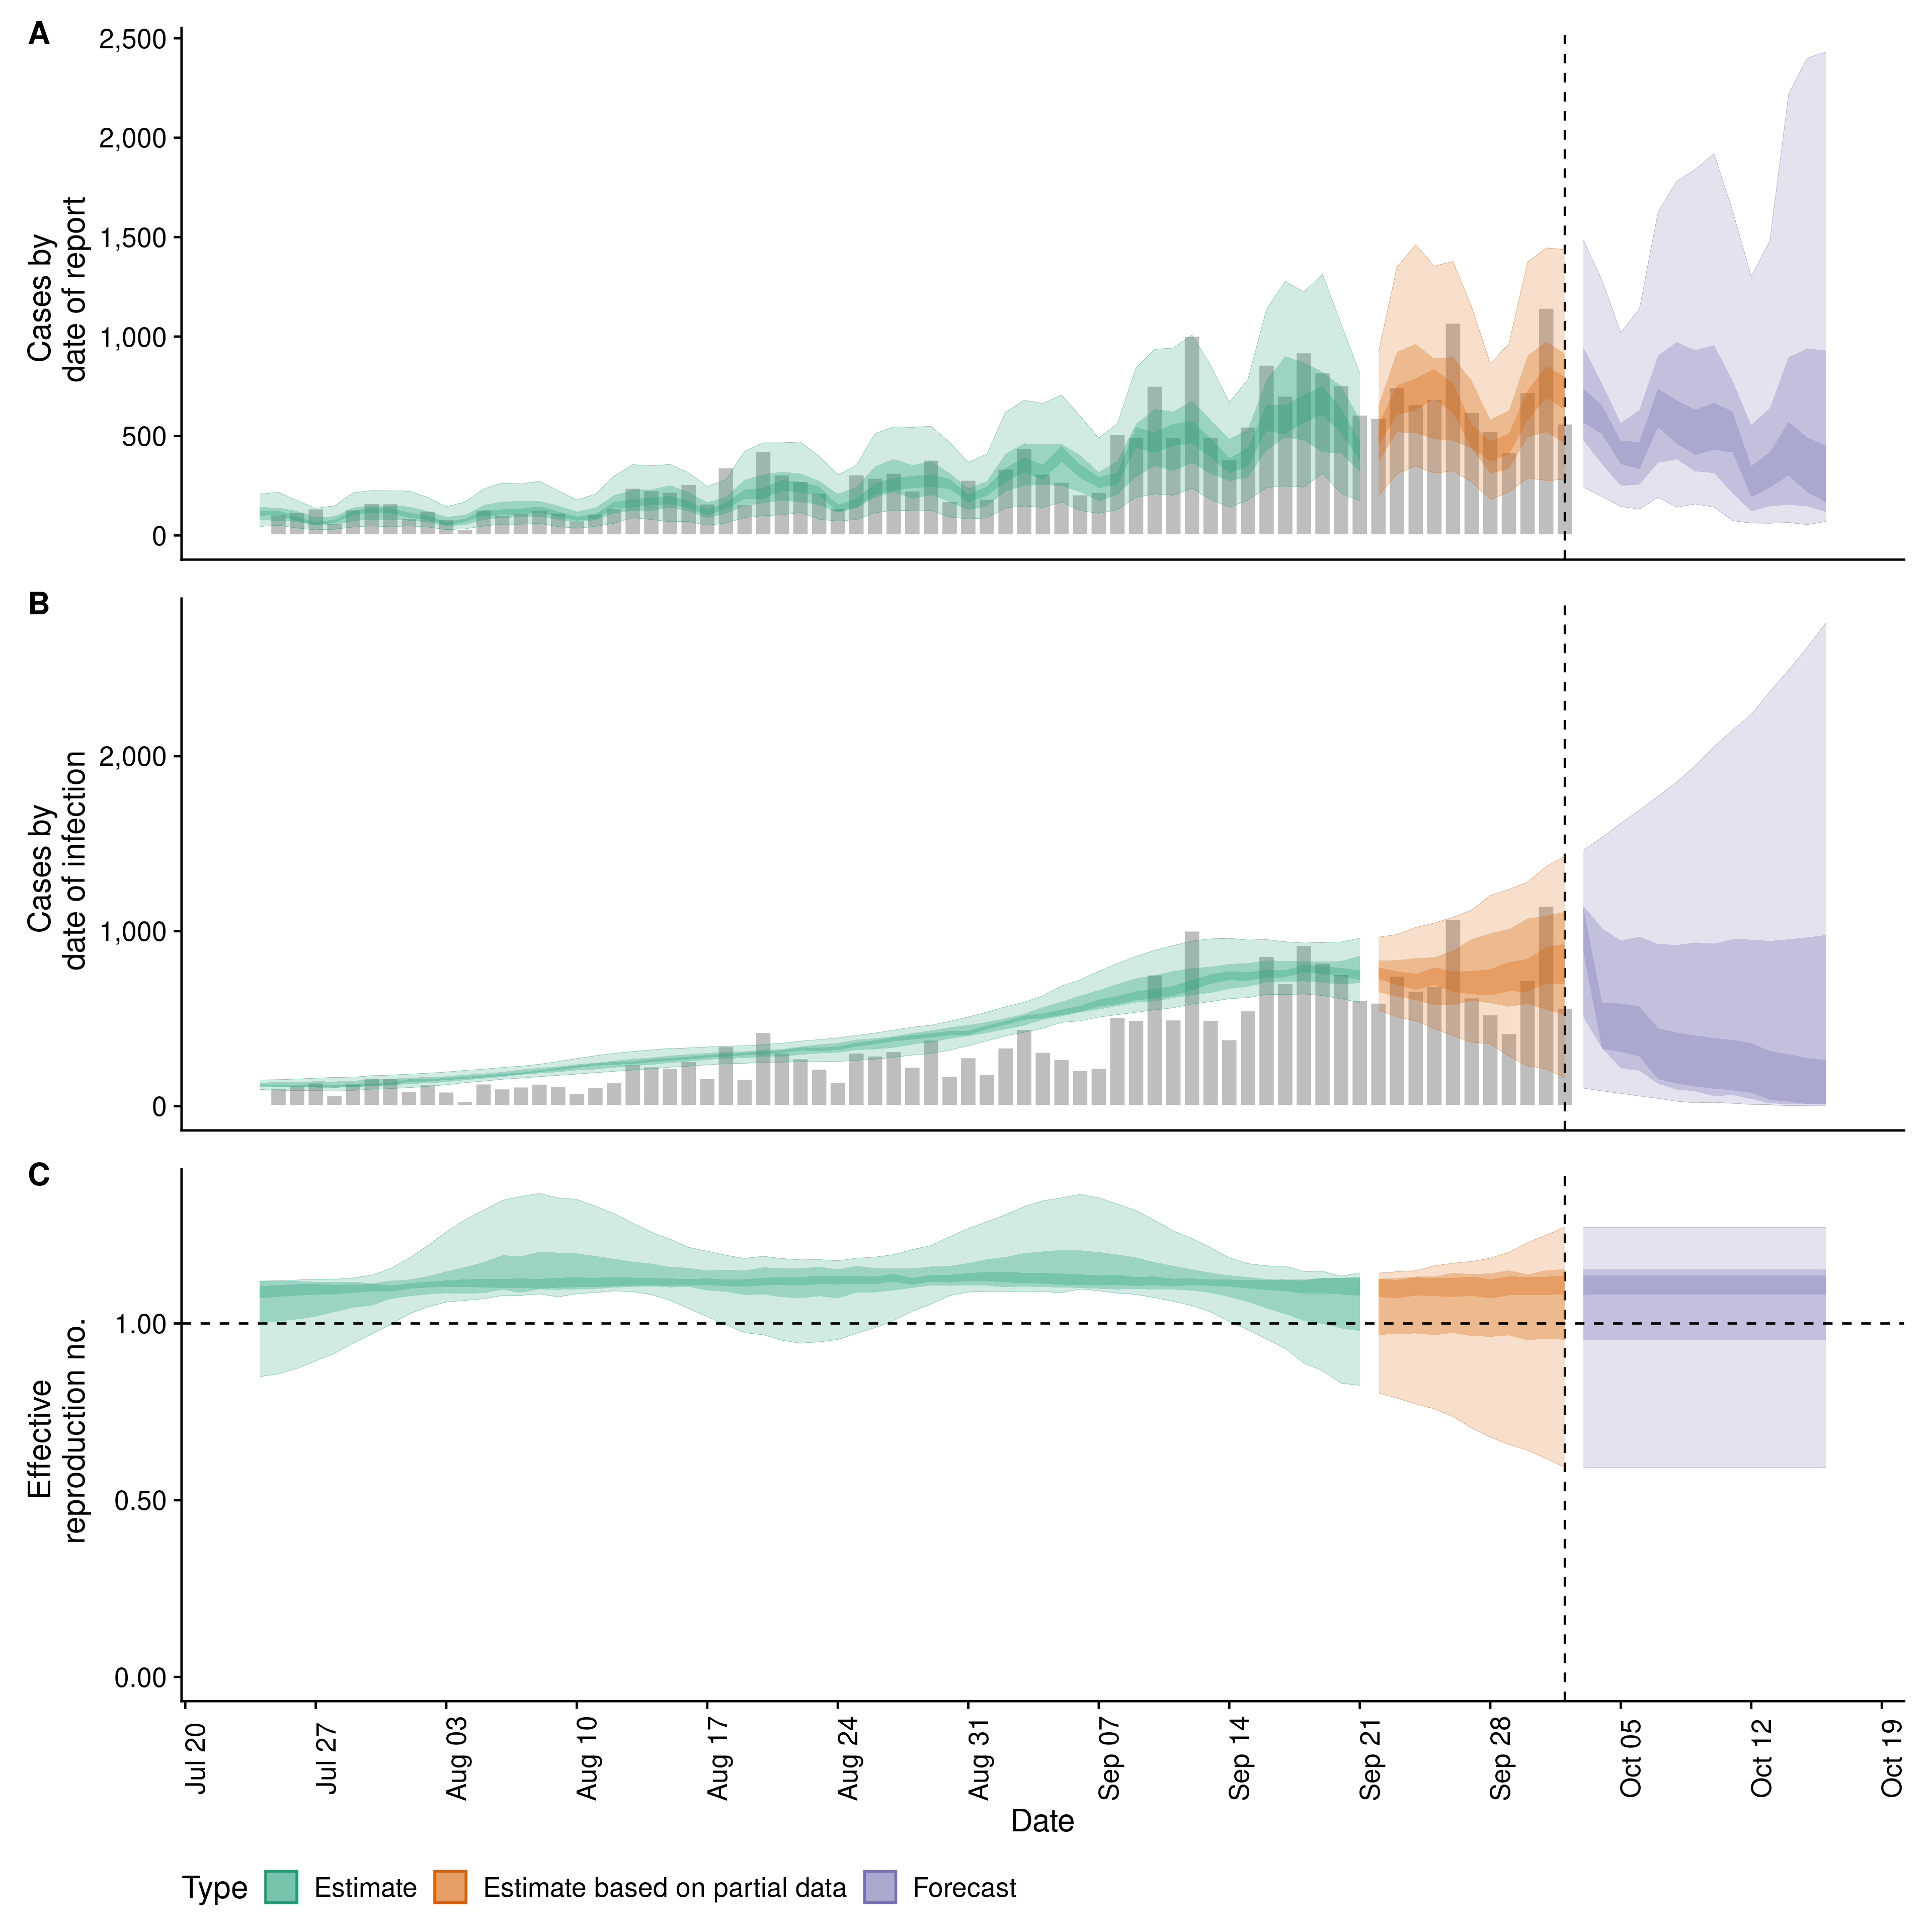 A
2,500
2,000
1,500
1,000
500
0
Cases by
date of report
B
2,000
1,000
0
Cases by
date of infection
C
1.00
0.50
0.00
Effective
reproduction no.
Jul 20
Jul 27
Aug 03
Aug 10
Aug 17
Aug 24
Aug 31
Sep 07
Sep 14
Sep 21
Sep 28
Oct 05
Oct 12
Oct 19
Date
Type Estimate Estimate based on partial data Forecast